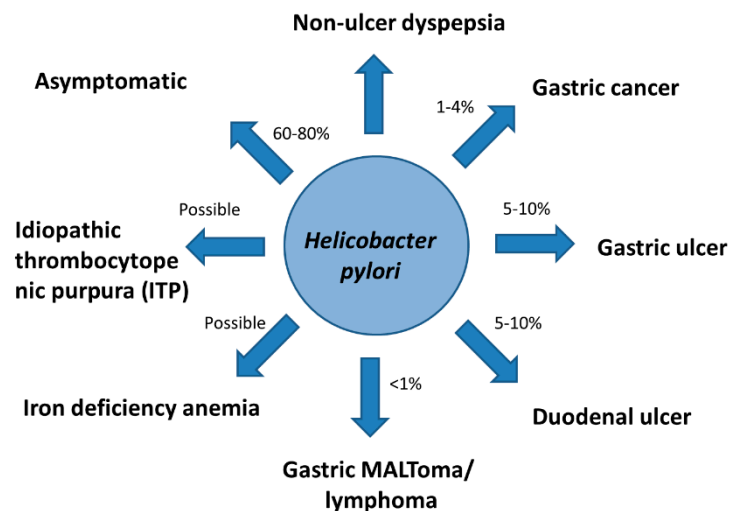 Non-ulcer dyspepsia
Asymptomatic
Gastric cancer
1-4%
60-80%
Possible
5-10%
Idiopathic
thrombocytope
nic purpura (ITP)
Helicobacter
pylori
Gastric ulcer
Possible
5-10%
<1%
Iron deficiency anemia
Duodenal ulcer
Gastric MALToma/
lymphoma